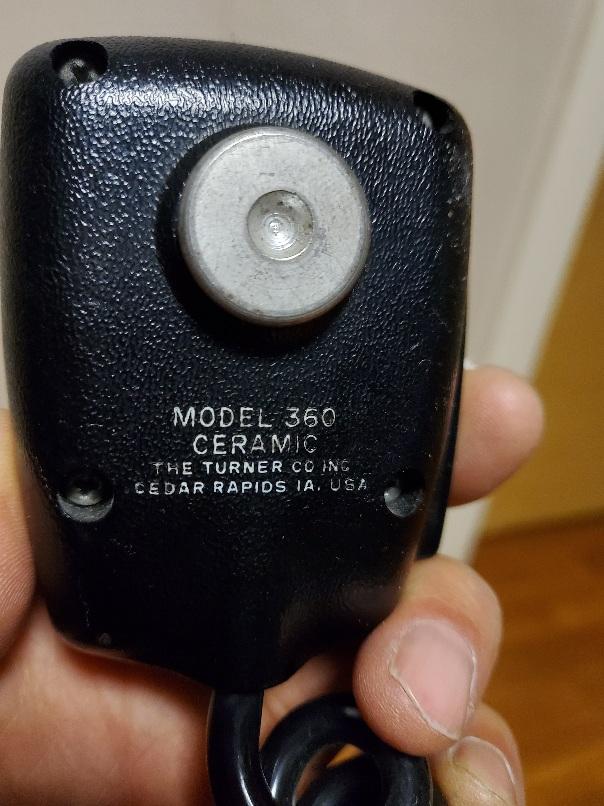 MODEL 360
CERAMIC
THE TURNER CO INC
CEDAR RAPIDS IA. USA